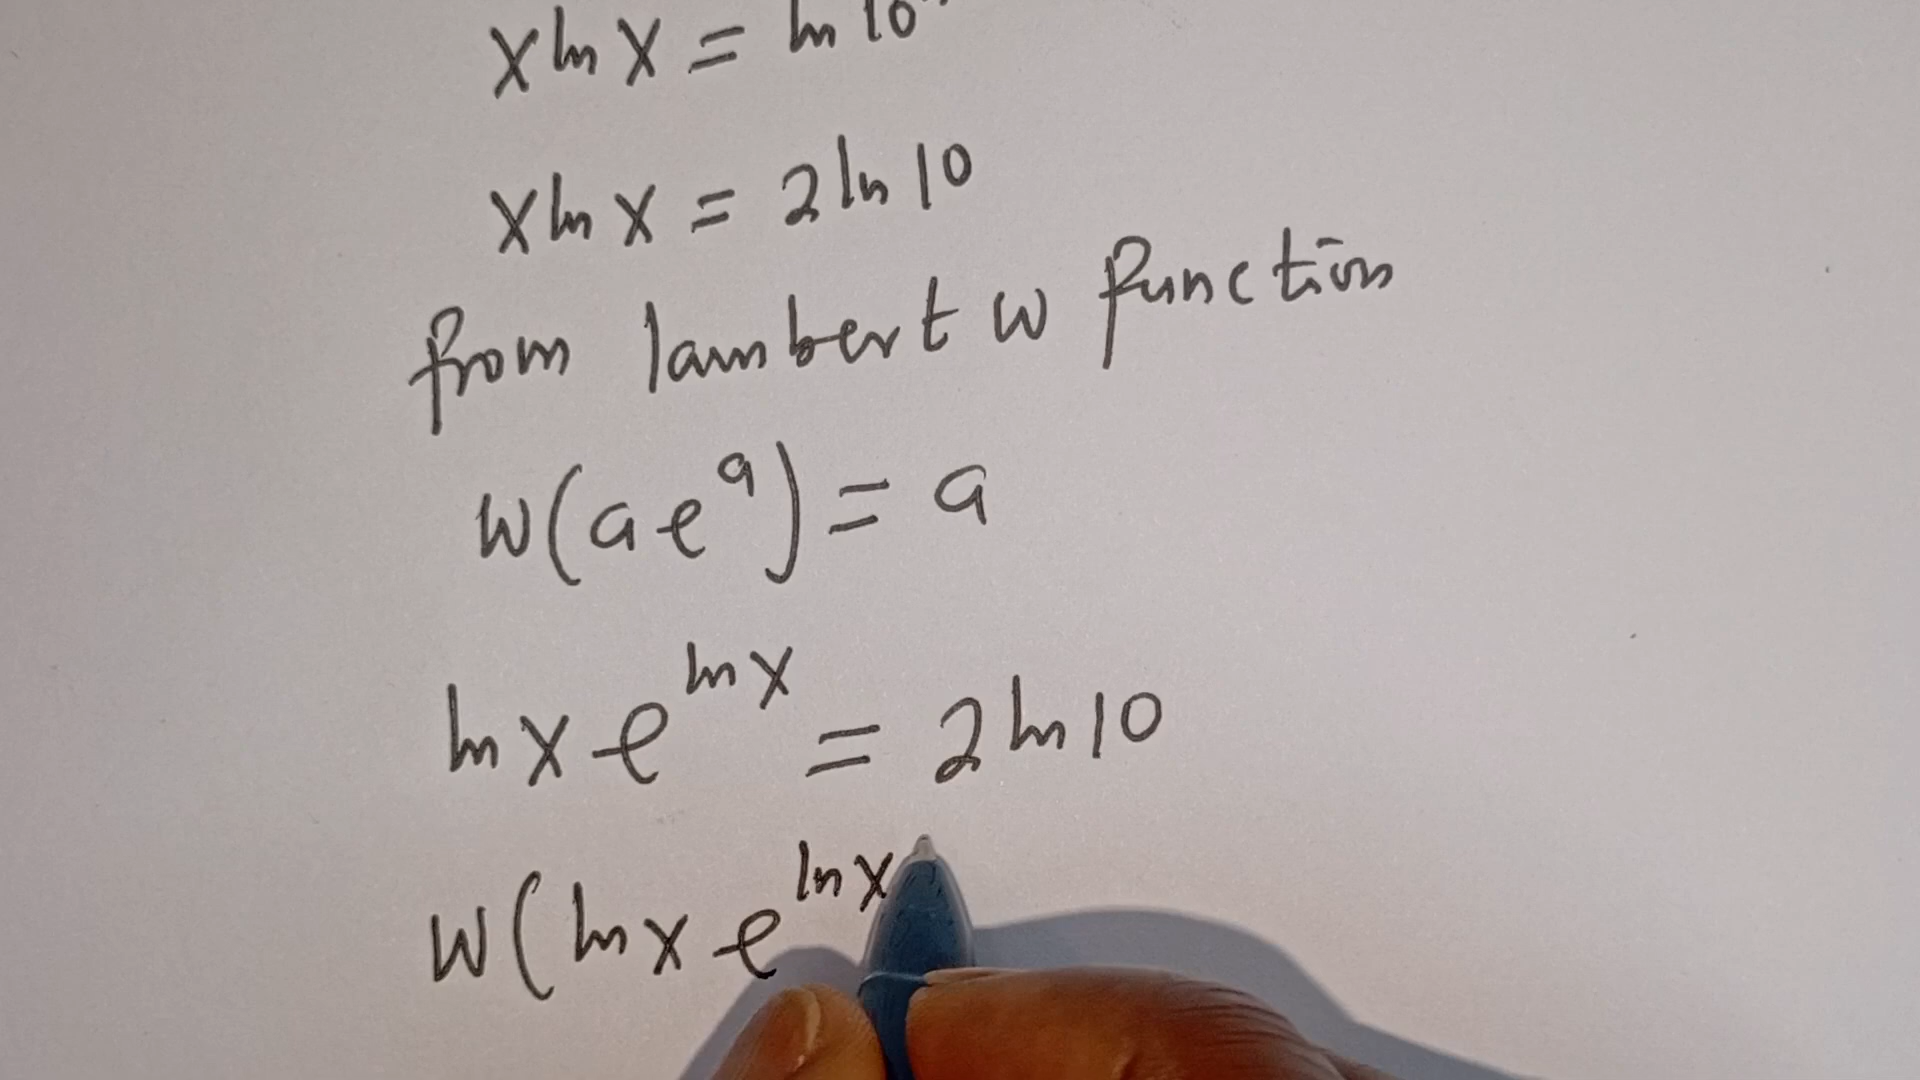 x ln x = ln 10
x ln x = 2 ln 10
from lambert w function
W(ae^a) = a
ln x e^ln x = 2 ln 10
W(ln x e^ln x